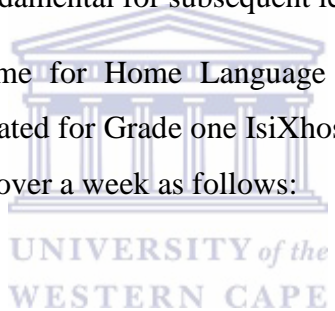 damental for subsequent le
me for Home Language
ated for Grade one IsiXhos
over a week as follows:
UNIVERSITY of the
WESTERN CAPE